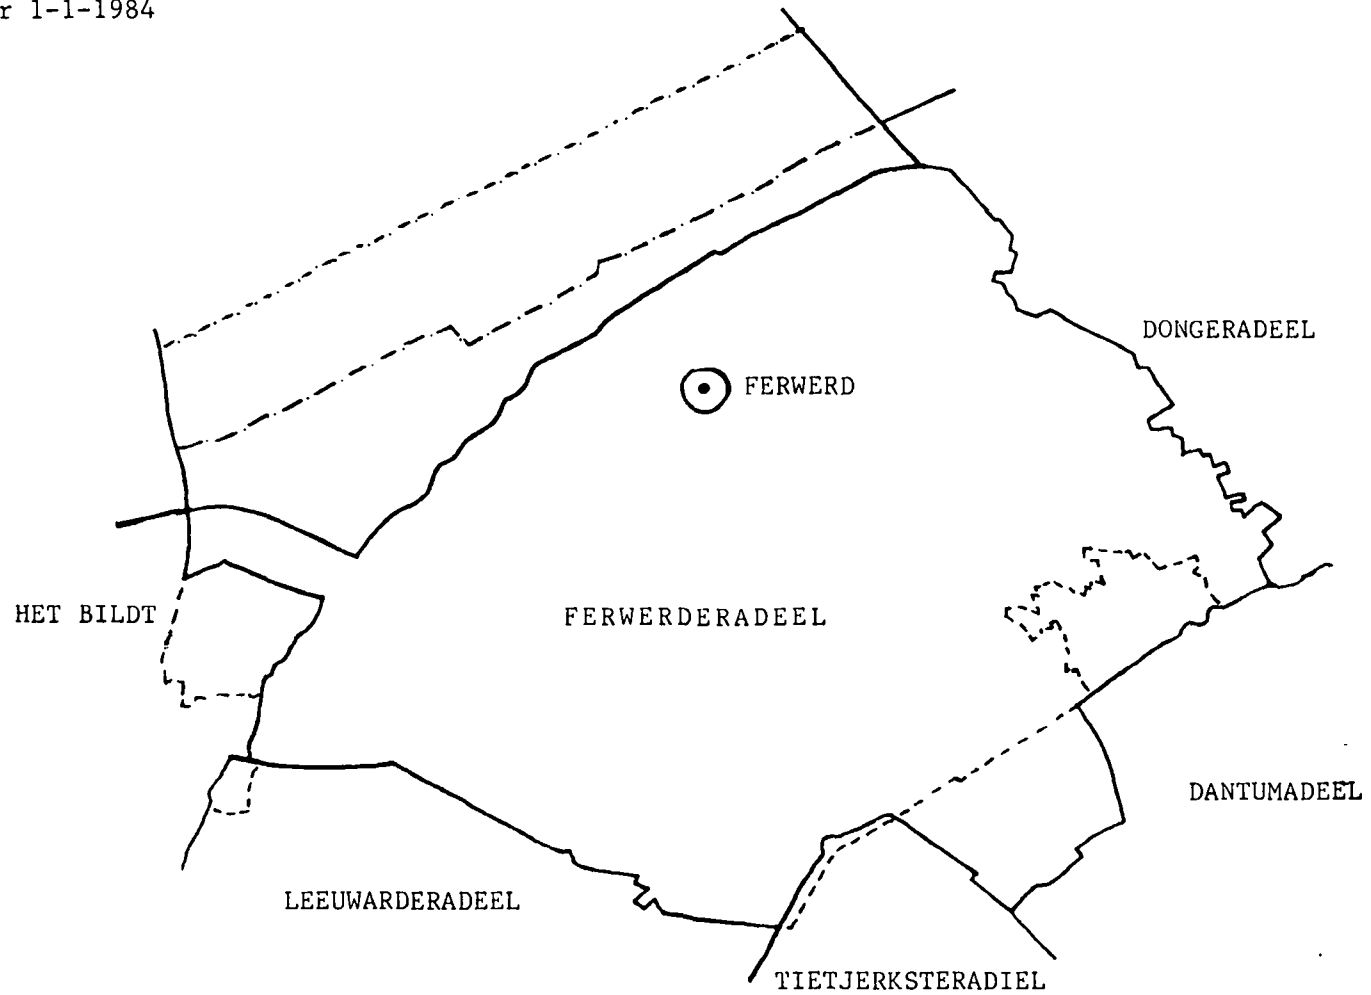 r 1-1-1984
DONGERADEEL
FERWERD
HET BILDT
FERWERDERADEEL
DANTUMADEEL
LEEUWARDERADEEL
TIETJERKSTERADIEL